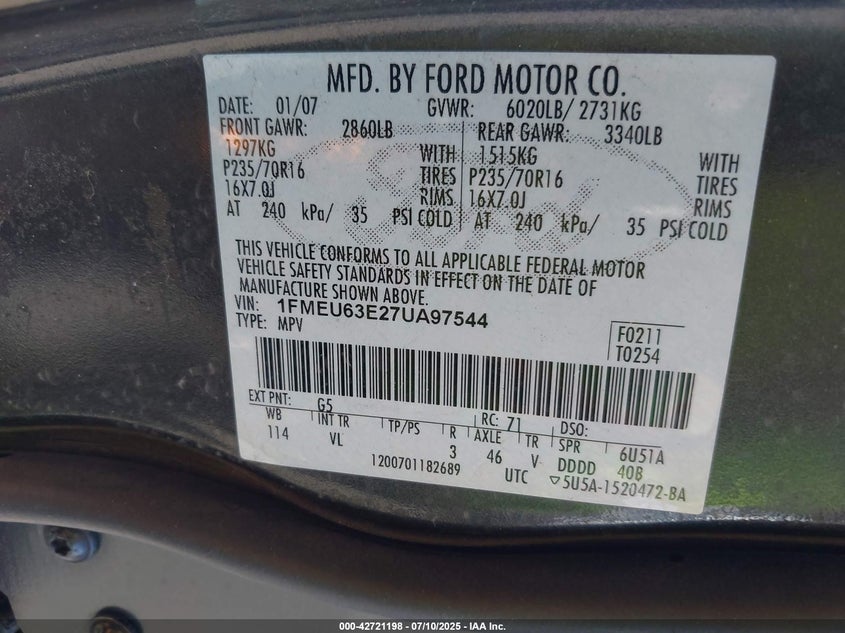 MFD. BY FORD MOTOR CO.
DATE: 01/07 GVWR: 6020LB/ 2731KG
FRONT GAWR: 2860LB REAR GAWR: 3340LB
1297KG WITH 1515KG WITH
P235/70R16 TIRES P235/70R16 TIRES
16X7.0J RIMS 16X7.0J RIMS
AT 240 kPa/ 35 PSI COLD AT 240 kPa/ 35 PSI COLD
THIS VEHICLE CONFORMS TO ALL APPLICABLE FEDERAL MOTOR
VEHICLE SAFETY STANDARDS IN EFFECT ON THE DATE OF
MANUFACTURE SHOWN ABOVE.
VIN: 1FMEU63E27UA97544
TYPE: MPV
F0211
T0254
EXT PNT: G5 RC: 71 DSO:
WB INT TR TP/PS R AXLE TR SPR 6U51A
114 VL 3 46 V DDDD 40B
1200701182689 UTC ▽5U5A-1520472-BA
Ford
000-42721198 - 07/10/2025 - IAA Inc.